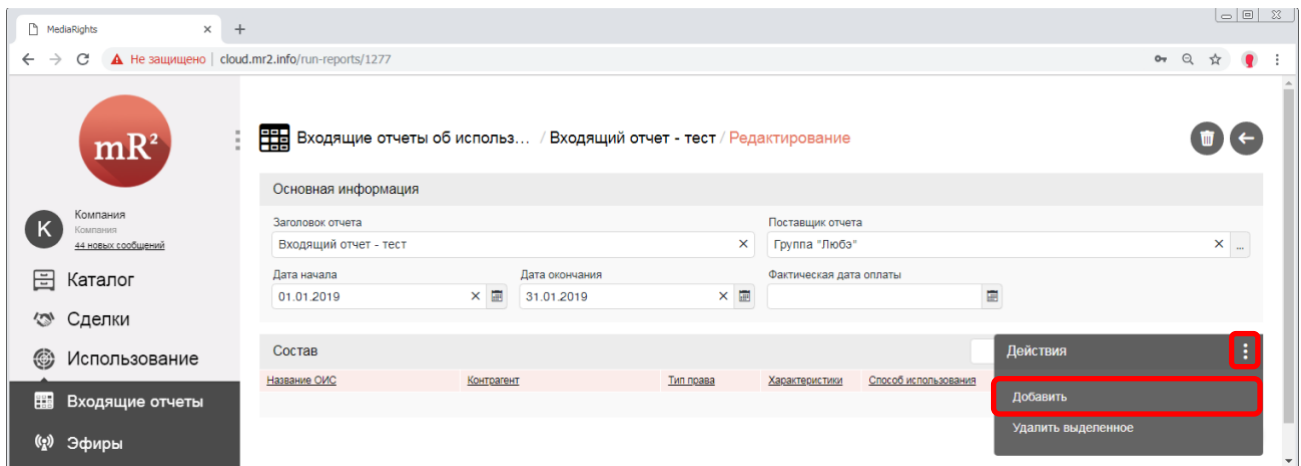 MediaRights
Не защищено | cloud.mr2.info/run-reports/1277
mR²
Входящие отчеты об использ... / Входящий отчет - тест / Редактирование
Основная информация
К
Компания
Компания
44 новых сообщений
Заголовок отчета
Поставщик отчета
Входящий отчет - тест
Группа "Любэ"
...
Дата начала
Дата окончания
Фактическая дата оплаты
01.01.2019
31.01.2019
Каталог
Сделки
Использование
Входящие отчеты
Эфиры
Состав
Действия
Название ОИС
Контрагент
Тип права
Характеристики
Способ использования
Добавить
Удалить выделенное